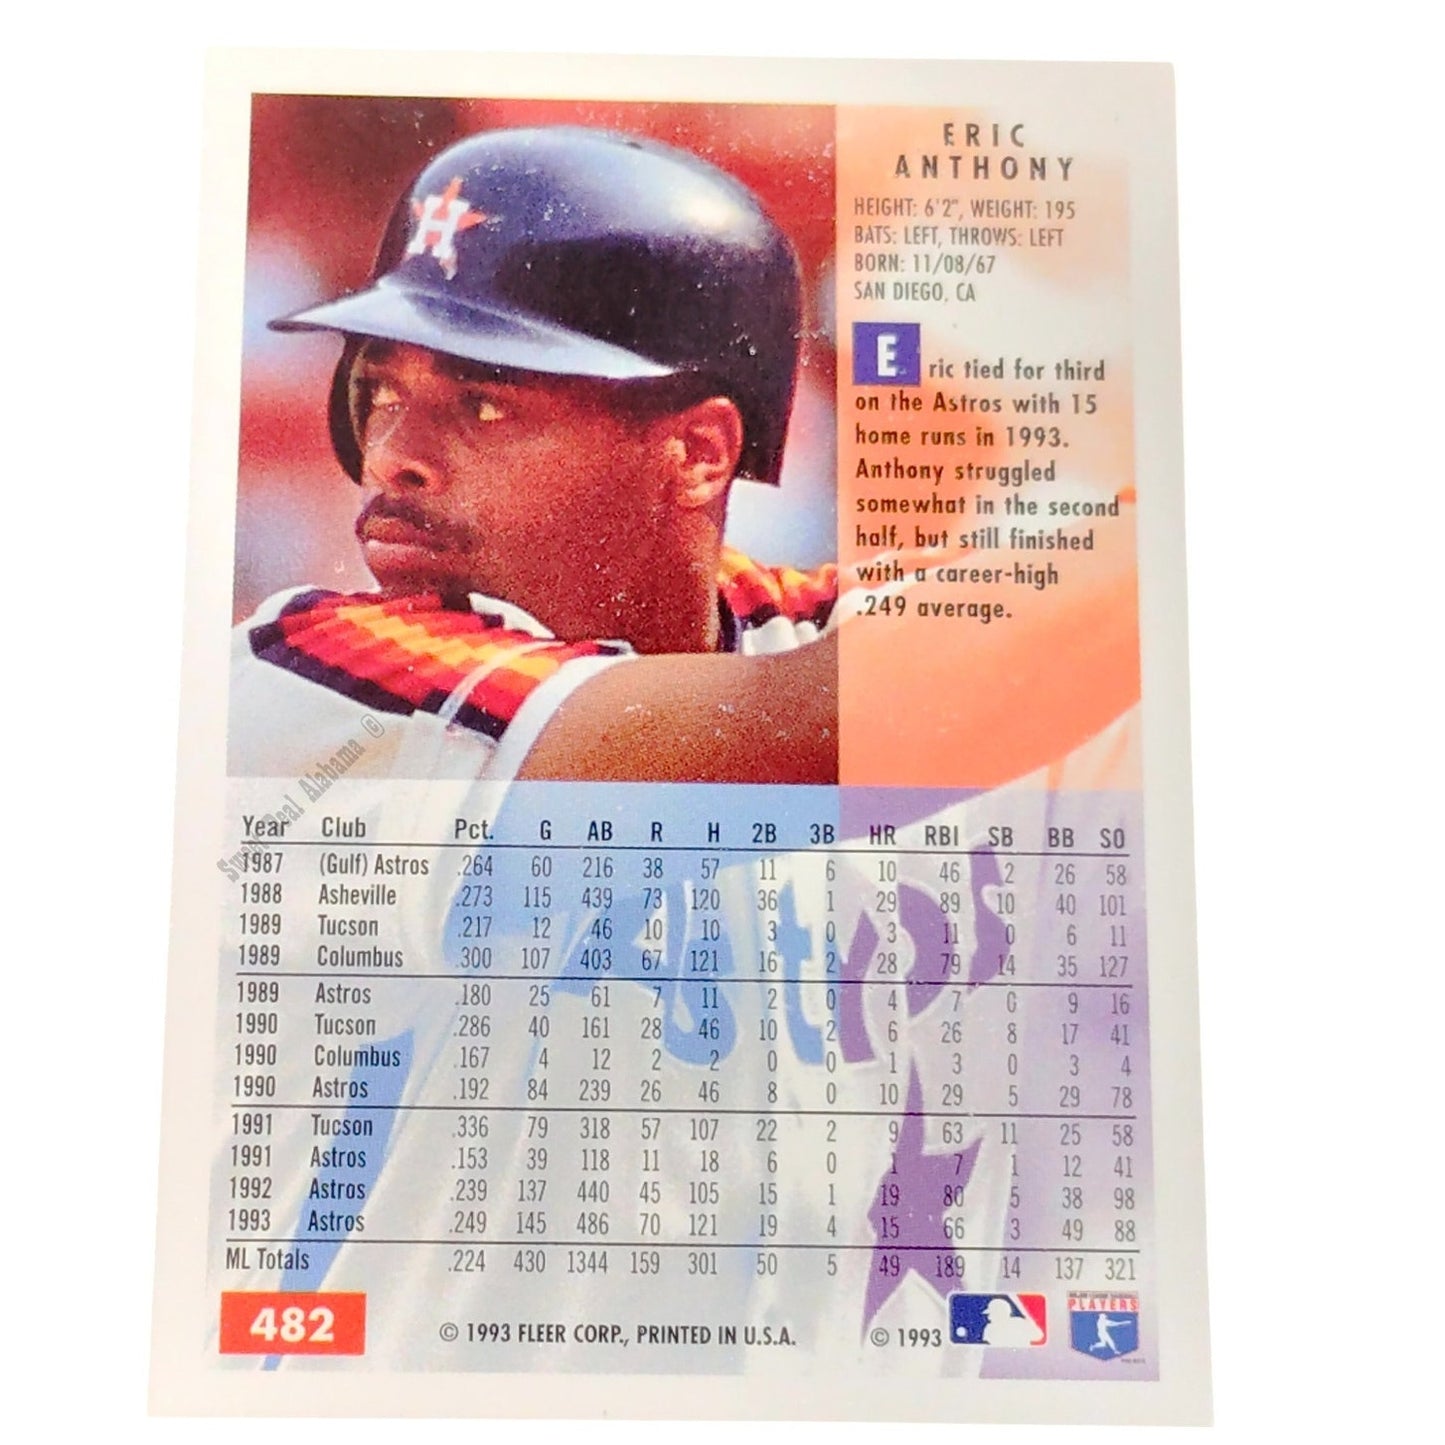 ERIC
ANTHONY
HEIGHT: 6'2", WEIGHT: 195
BATS: LEFT, THROWS: LEFT
BORN: 11/08/67
SAN DIEGO, CA
Eric tied for third
on the Astros with 15
home runs in 1993.
Anthony struggled
somewhat in the second
half, but still finished
with a career-high
.249 average.
H
Year Club Pct. G AB R H 2B 3B HR RBI SB BB SO
1987 (Gulf) Astros .264 60 216 38 57 11 6 10 46 2 26 58
1988 Asheville .273 115 439 73 120 36 1 29 89 10 40 101
1989 Tucson .217 12 46 10 10 3 0 3 11 0 6 11
1989 Columbus .300 107 403 67 121 16 2 28 79 14 35 127
1989 Astros .180 25 61 7 11 2 0 4 7 0 9 16
1990 Tucson .286 40 161 28 46 10 2 6 26 8 17 41
1990 Columbus .167 4 12 2 2 0 0 1 3 0 3 4
1990 Astros .192 84 239 26 46 8 0 10 29 5 29 78
1991 Tucson .336 79 318 57 107 22 2 9 63 11 25 58
1991 Astros .153 39 118 11 18 6 0 1 7 1 12 41
1992 Astros .239 137 440 45 105 15 1 19 80 5 38 98
1993 Astros .249 145 486 70 121 19 4 15 66 3 49 88
ML Totals .224 430 1344 159 301 50 5 49 189 14 137 321
Astros
482
© 1993 FLEER CORP., PRINTED IN U.S.A.
© 1993
MAJOR LEAGUE BASEBALL
PLAYERS
Deal Alabama ©